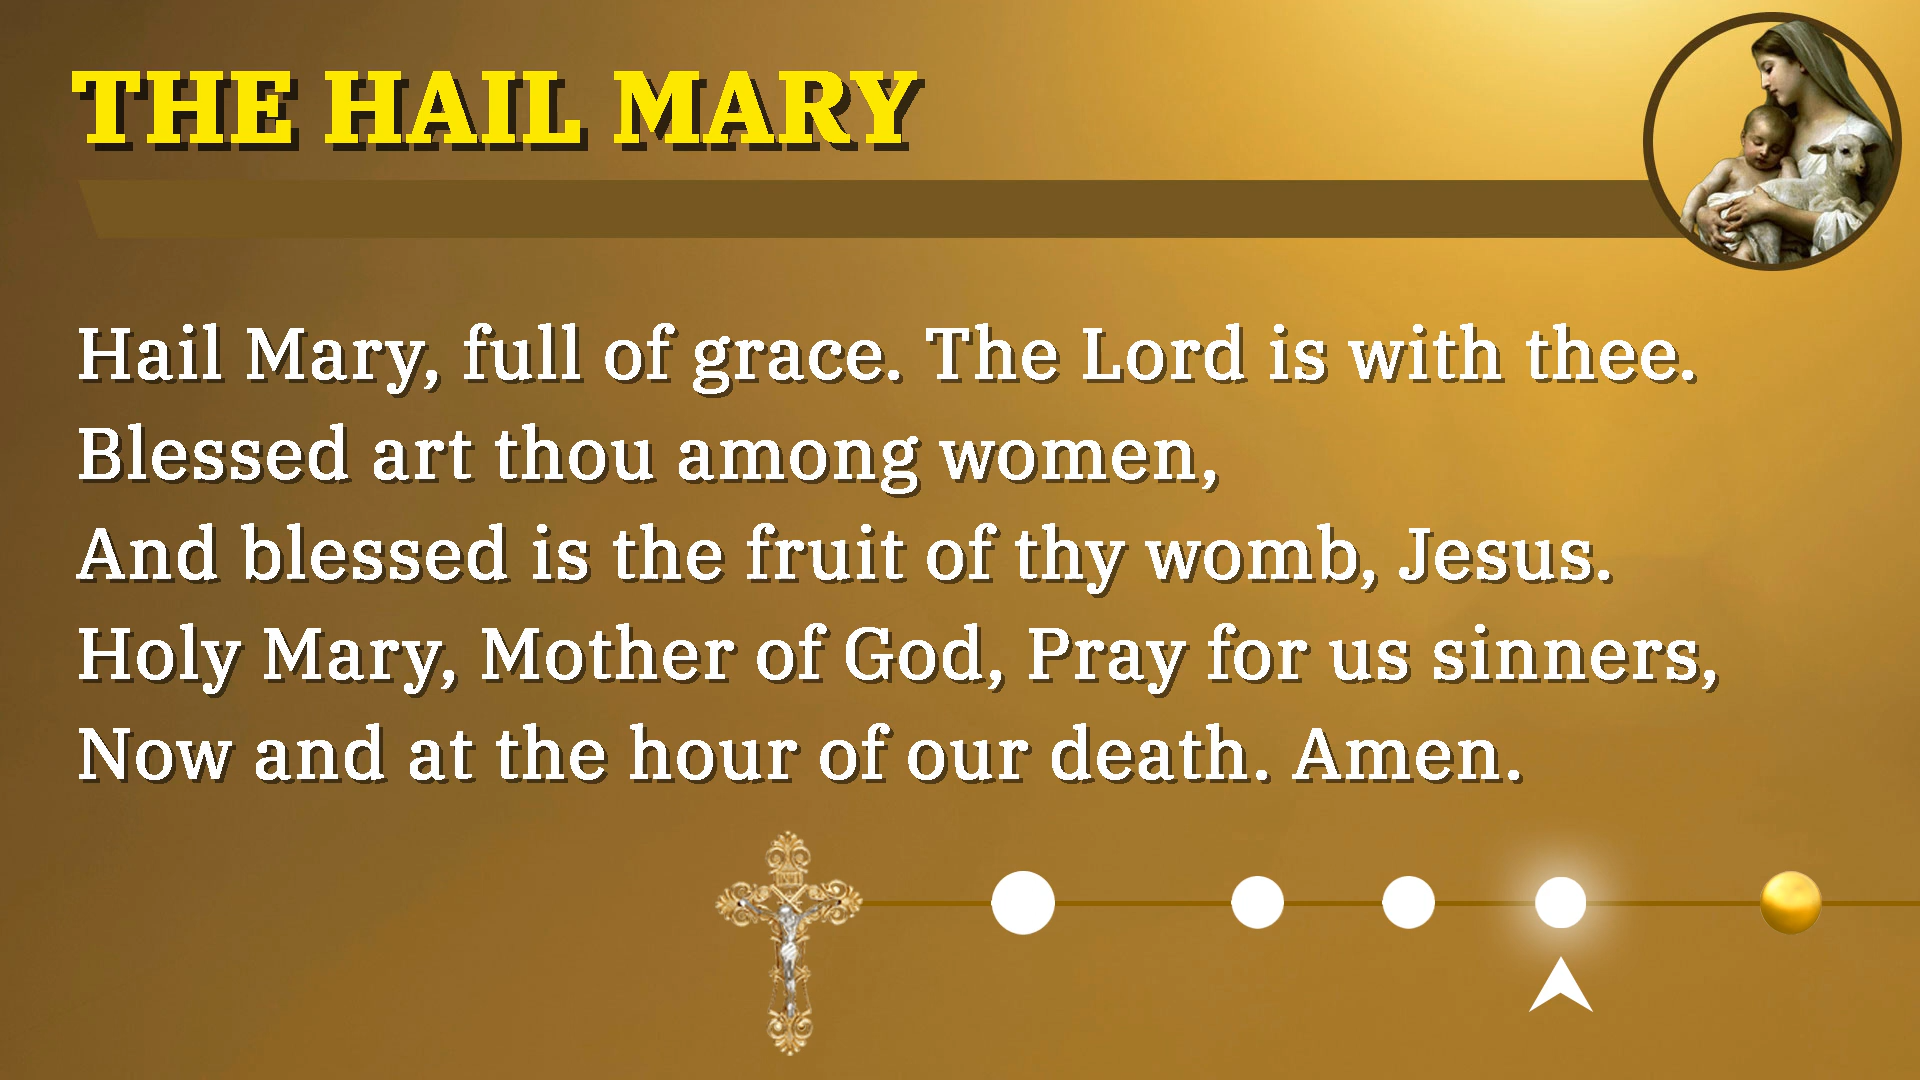 THE HAIL MARY
Hail Mary, full of grace. The Lord is with thee.
Blessed art thou among women,
And blessed is the fruit of thy womb, Jesus.
Holy Mary, Mother of God, Pray for us sinners,
Now and at the hour of our death. Amen.